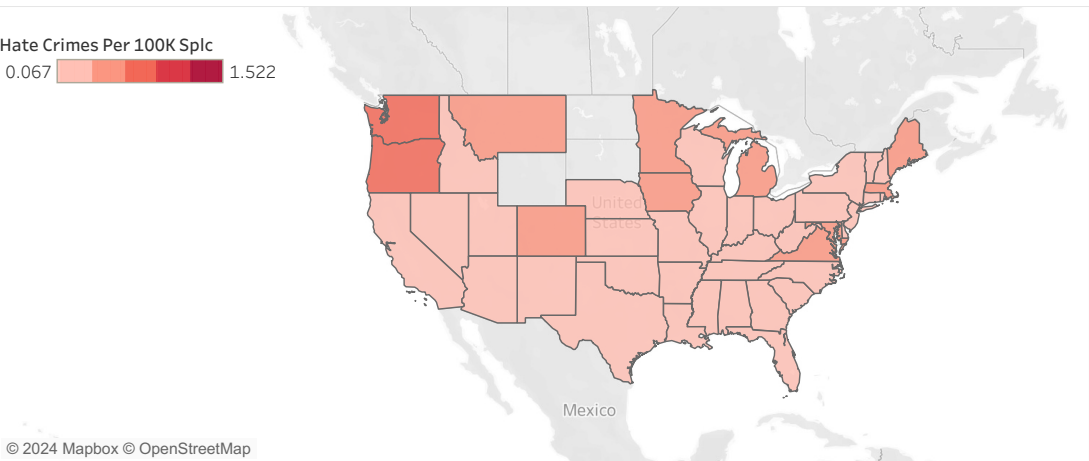 Hate Crimes Per 100K Splc
0.067 1.522
United
States
Mexico
© 2024 Mapbox © OpenStreetMap